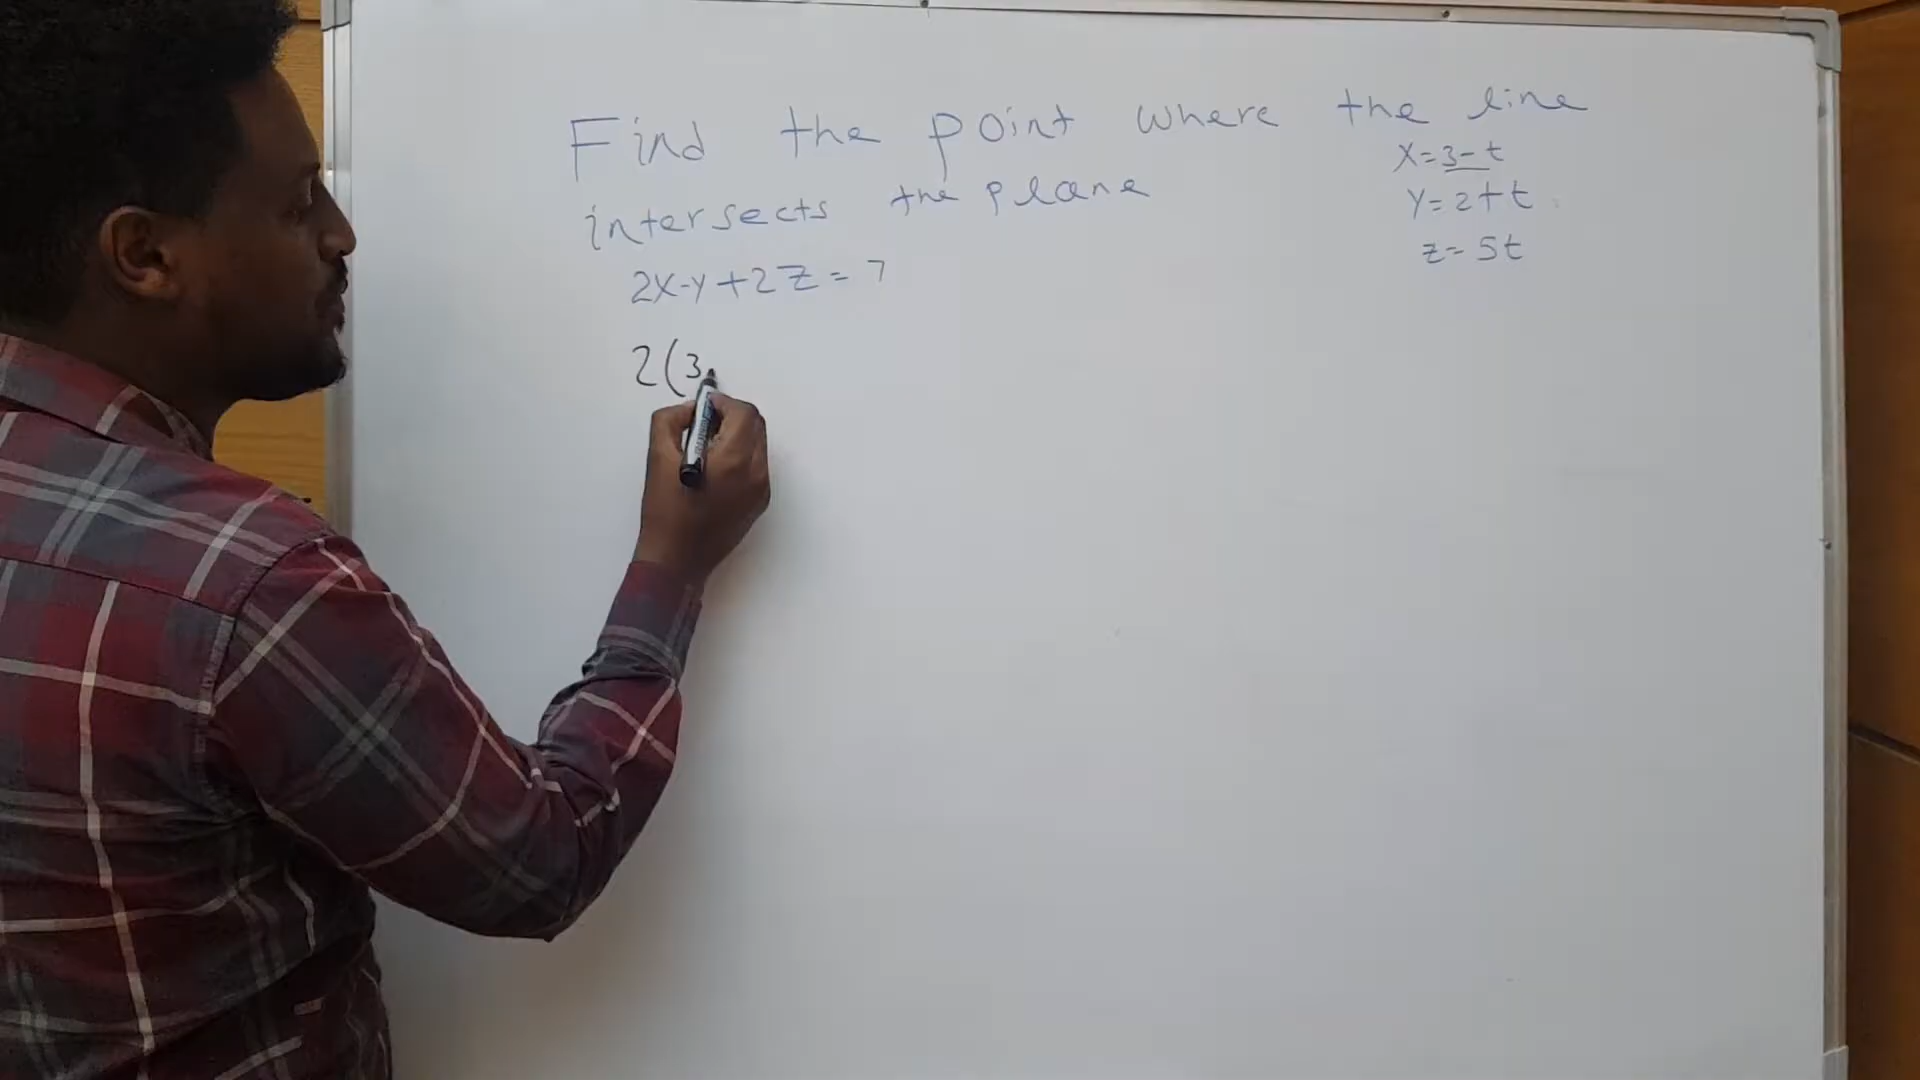 Find the point where the line
x=3-t
intersects the plane
y=2+t
z=5t
2x-y+2z=7
2(3